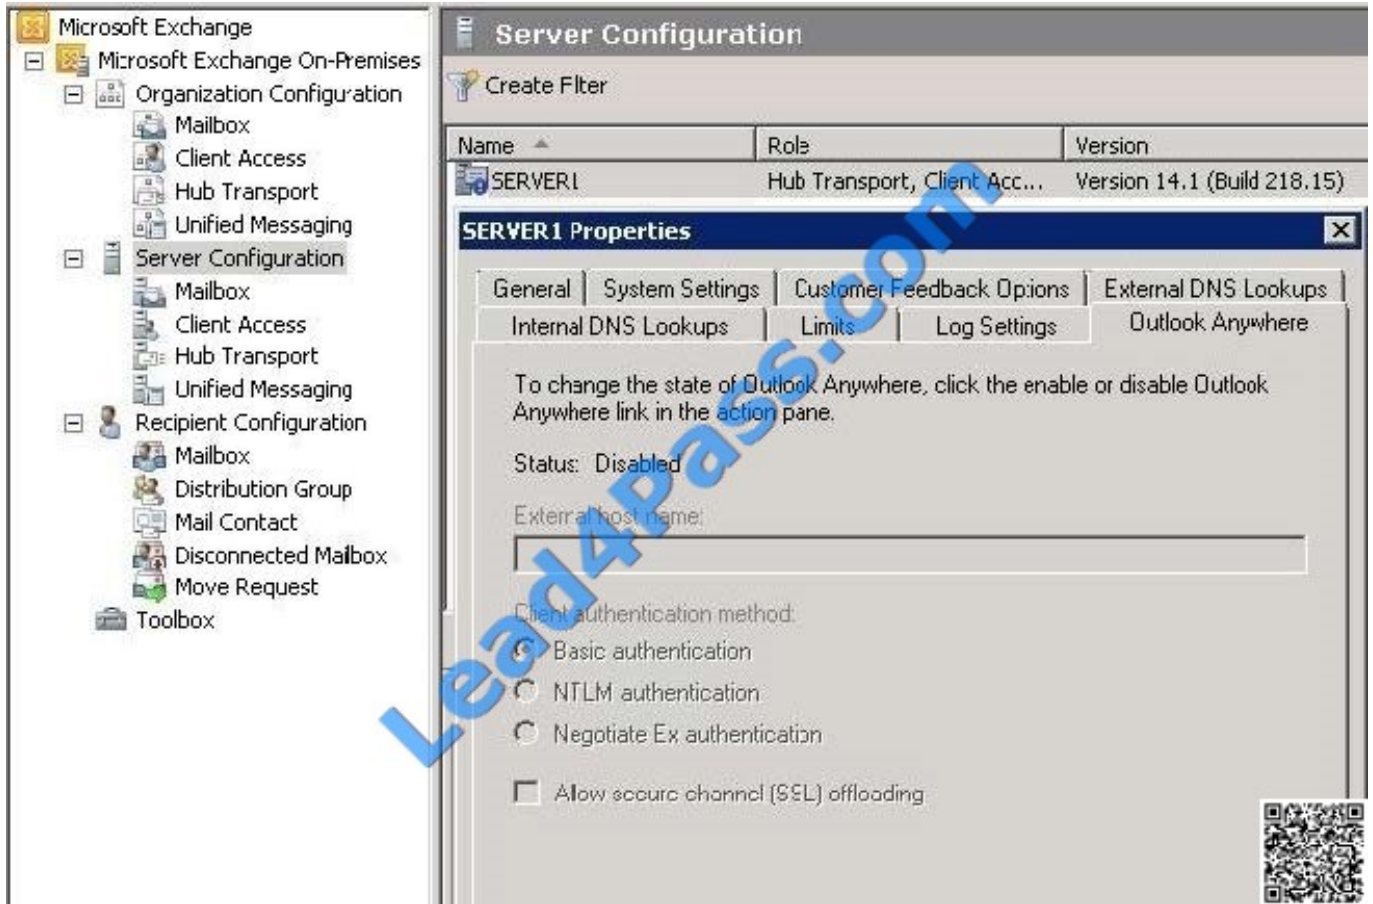 Microsoft Exchange
Microsoft Exchange On-Premises
Organization Configuration
Mailbox
Client Access
Hub Transport
Unified Messaging
Server Configuration
Mailbox
Client Access
Hub Transport
Unified Messaging
Recipient Configuration
Mailbox
Distribution Group
Mail Contact
Disconnected Mailbox
Move Request
Toolbox
Server Configuration
Create Filter
Name Role Version
SERVER1 Hub Transport, Client Acc... Version 14.1 (Build 218.15)
SERVER1 Properties
General System Settings Customer Feedback Options External DNS Lookups
Internal DNS Lookups Limits Log Settings Outlook Anywhere
To change the state of Outlook Anywhere, click the enable or disable Outlook
Anywhere link in the action pane.
Status: Disabled
External host name:
Client authentication method:
Basic authentication
NTLM authentication
Negotiate Ex authentication
Allow secure channel (SSL) offloading
Lead4Pass.com